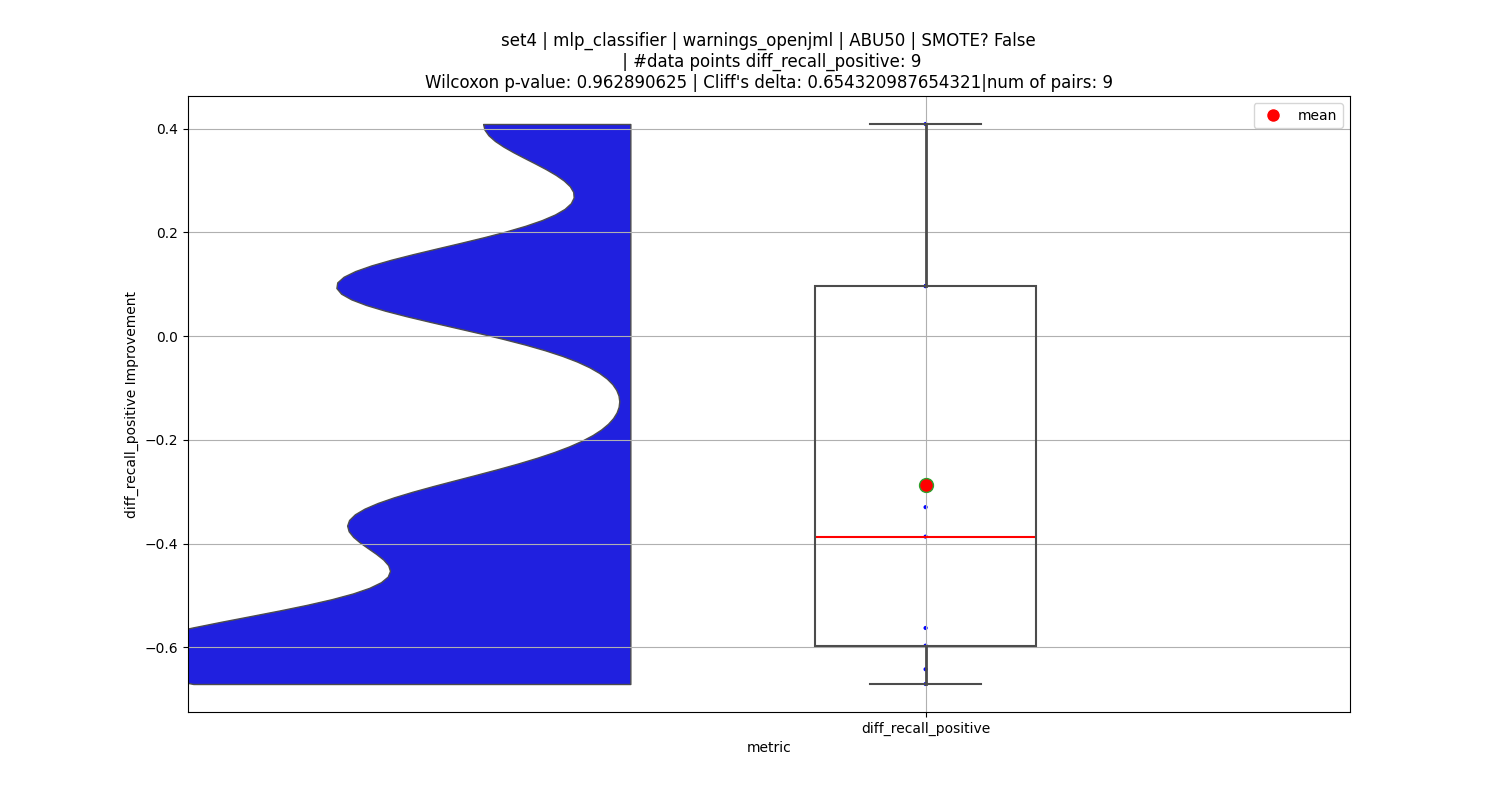 set4 | mlp_classifier | warnings_openjml | ABU50 | SMOTE? False
| #data points diff_recall_positive: 9
Wilcoxon p-value: 0.962890625 | Cliff's delta: 0.654320987654321|num of pairs: 9
mean
0.4
0.2
0.0
−0.2
−0.4
−0.6
diff_recall_positive Improvement
diff_recall_positive
metric